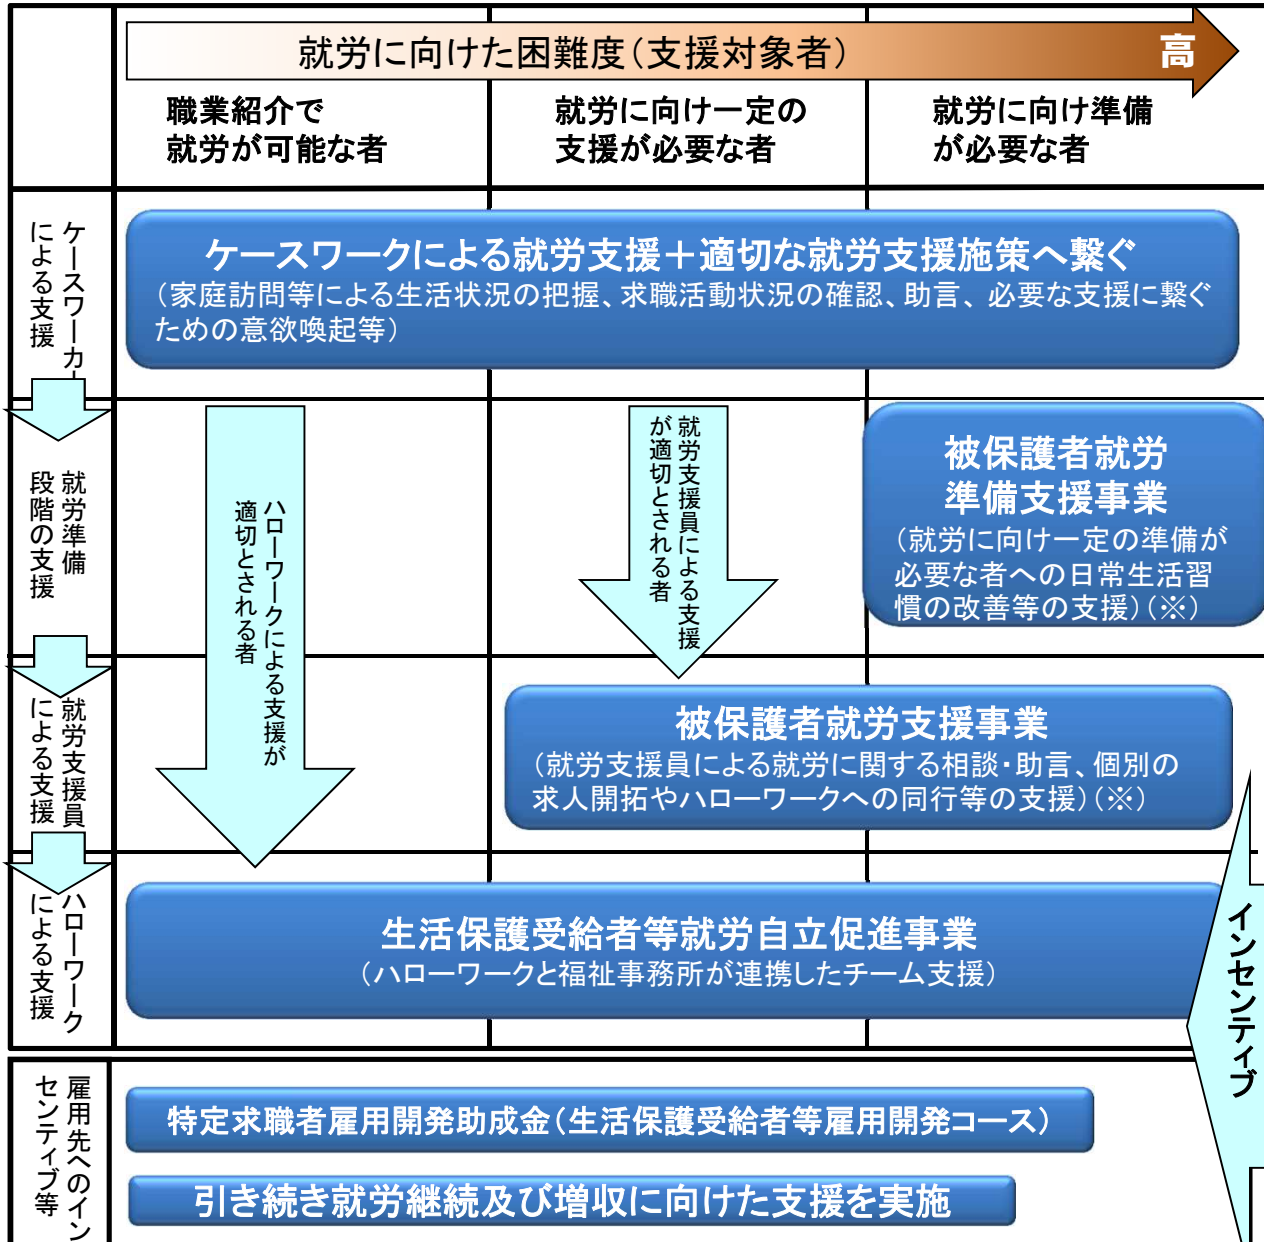 就労に向けた困難度（支援対象者）
高
職業紹介で
就労が可能な者
就労に向け一定の
支援が必要な者
就労に向け準備
が必要な者
ケースワーカー
による支援
ケースワークによる就労支援＋適切な就労支援施策へ繋ぐ
（家庭訪問等による生活状況の把握、求職活動状況の確認、助言、必要な支援に繋ぐ
ための意欲喚起等）
就労準備
段階の支援
ハローワークによる支援が
適切とされる者
就労支援員による支援
が適切とされる者
被保護者就労
準備支援事業
（就労に向け一定の準備が
必要な者への日常生活習
慣の改善等の支援）（※）
就労支援員
による支援
被保護者就労支援事業
（就労支援員による就労に関する相談・助言、個別の
求人開拓やハローワークへの同行等の支援）（※）
ハローワーク
による支援
生活保護受給者等就労自立促進事業
（ハローワークと福祉事務所が連携したチーム支援）
インセンティブ
雇用先へのイン
センティブ等
特定求職者雇用開発助成金（生活保護受給者等雇用開発コース）
引き続き就労継続及び増収に向けた支援を実施